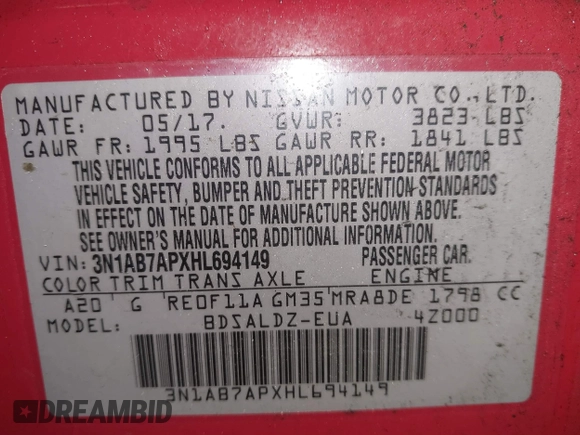 MANUFACTURED BY NISSAN MOTOR CO., LTD.
DATE: 05/17. GVWR: 3823 LBS
GAWR FR: 1995 LBS GAWR RR: 1841 LBS
THIS VEHICLE CONFORMS TO ALL APPLICABLE FEDERAL MOTOR
VEHICLE SAFETY, BUMPER AND THEFT PREVENTION STANDARDS
IN EFFECT ON THE DATE OF MANUFACTURE SHOWN ABOVE.
SEE OWNER'S MANUAL FOR ADDITIONAL INFORMATION.
VIN: 3N1AB7APXHL694149 PASSENGER CAR.
COLOR TRIM TRANS AXLE ENGINE
A20 G RE0F11A GM35 MRA8DE 1798 CC
MODEL: BDSALDZ-EUA 4Z000
3N1AB7APXHL694149
DREAMBID